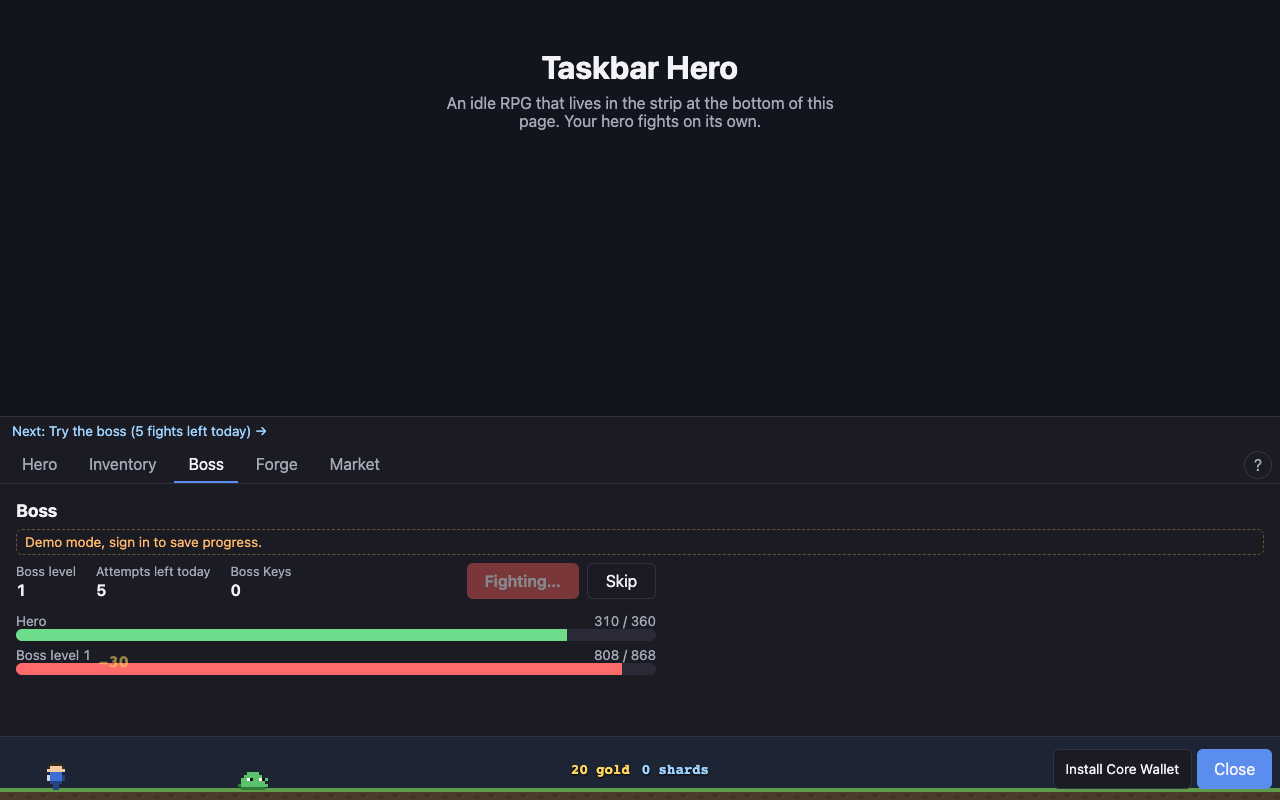 Taskbar Hero
An idle RPG that lives in the strip at the bottom of this
page. Your hero fights on its own.
Next: Try the boss (5 fights left today) →
Hero Inventory Boss Forge Market ?
Boss
Demo mode, sign in to save progress.
Boss level Attempts left today Boss Keys
1 5 0
Fighting... Skip
Hero 310 / 360
Boss level 1 -30 808 / 868
20 gold 0 shards
Install Core Wallet Close